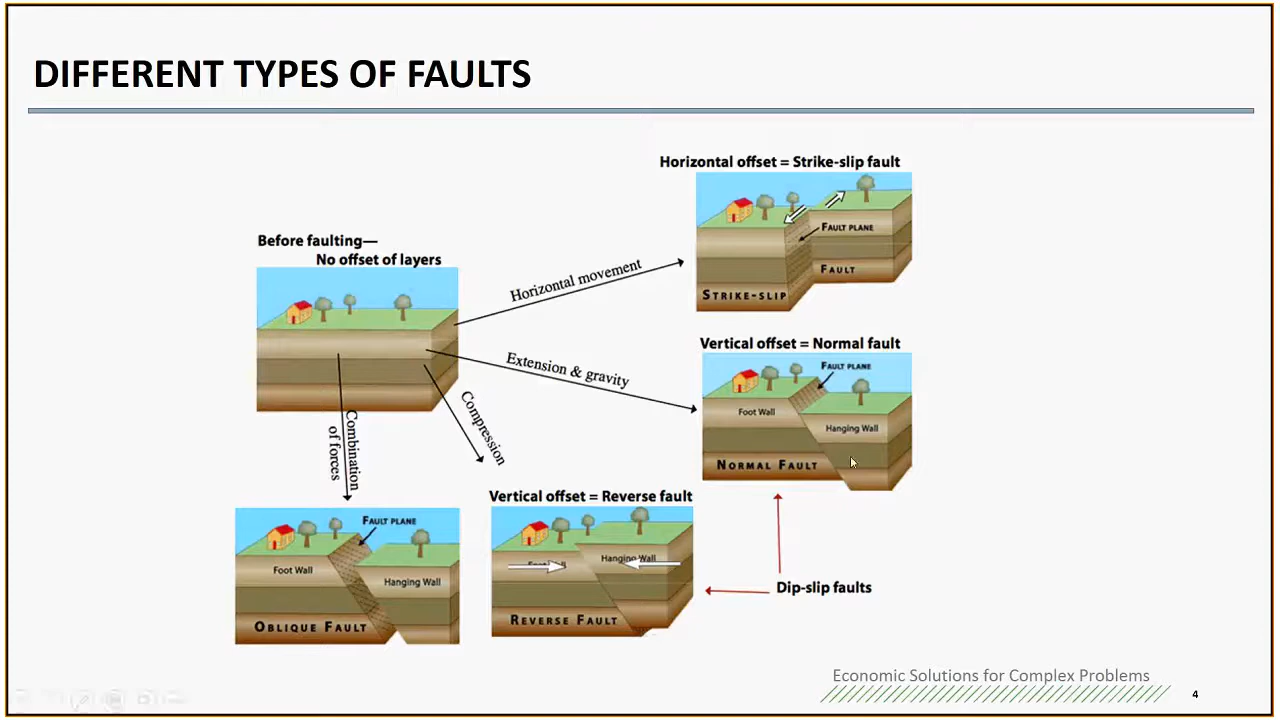 DIFFERENT TYPES OF FAULTS
Horizontal offset = Strike-slip fault
FAULT PLANE
FAULT
STRIKE-SLIP
Before faulting—
No offset of layers
Horizontal movement
Extension & gravity
Compression
Combination
of forces
Vertical offset = Normal fault
FAULT PLANE
Foot Wall
Hanging Wall
NORMAL FAULT
Vertical offset = Reverse fault
Hanging Wall
REVERSE FAULT
FAULT PLANE
Foot Wall
Hanging Wall
OBLIQUE FAULT
Dip-slip faults
Economic Solutions for Complex Problems
4